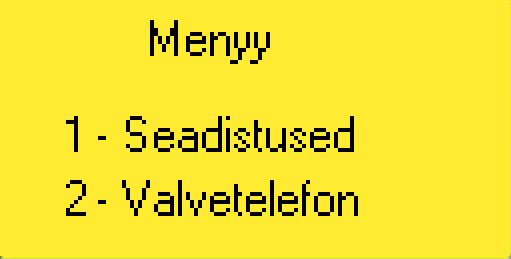 Menyy
1 - Seadistused
2 - Valvetelefon